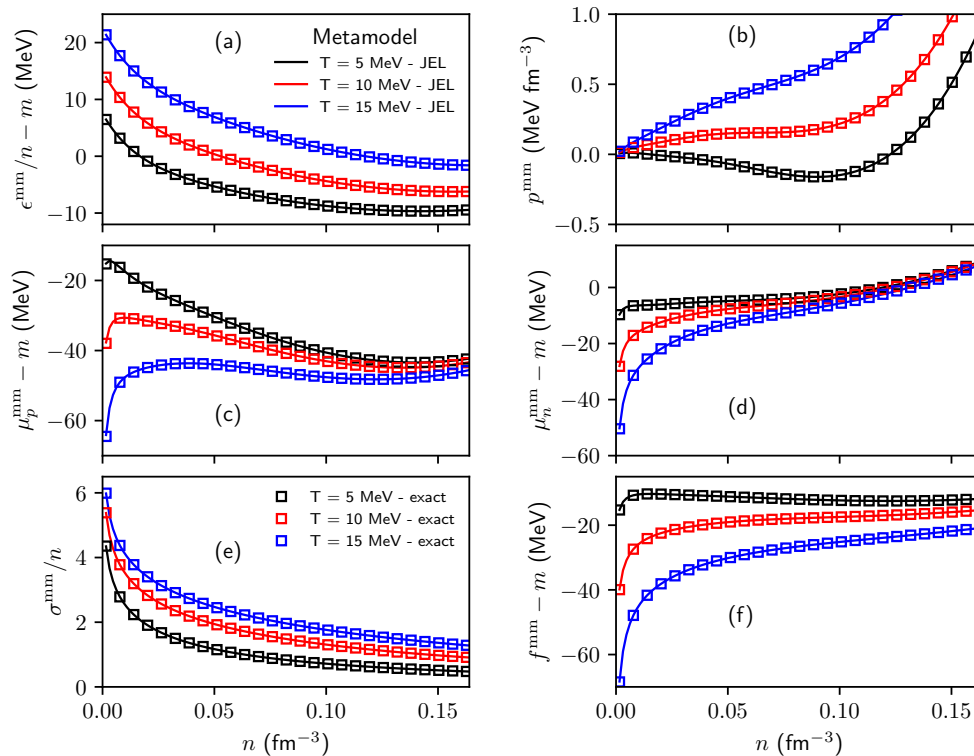 (a)
Metamodel
T = 5 MeV - JEL
T = 10 MeV - JEL
T = 15 MeV - JEL
20
10
0
−10
ϵ^mm/n − m (MeV)
(b)
1.0
0.5
0.0
−0.5
p^mm (MeV fm^−3)
(c)
−20
−40
−60
μ_p^mm − m (MeV)
(d)
0
−20
−40
−60
μ_n^mm − m (MeV)
(e)
T = 5 MeV - exact
T = 10 MeV - exact
T = 15 MeV - exact
6
4
2
0
σ^mm/n
0.00 0.05 0.10 0.15
n (fm^−3)
(f)
−20
−40
−60
f^mm − m (MeV)
0.00 0.05 0.10 0.15
n (fm^−3)